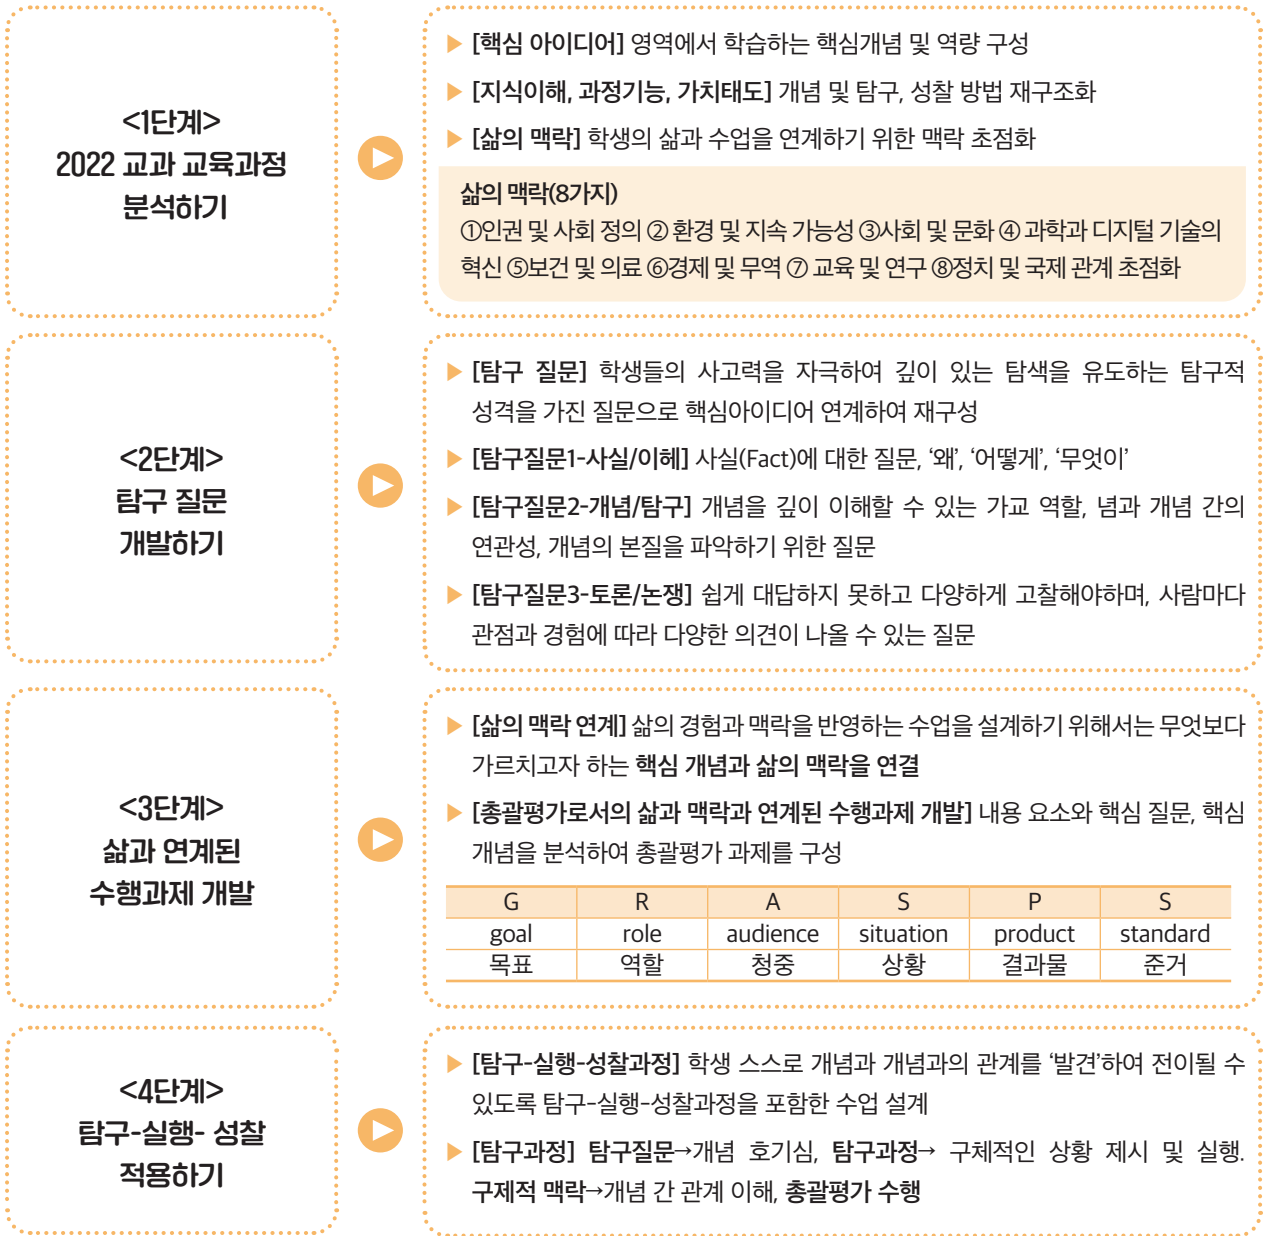 <1단계>
2022 교과 교육과정
분석하기
▶ [핵심 아이디어] 영역에서 학습하는 핵심개념 및 역량 구성
▶ [지식이해, 과정기능, 가치태도] 개념 및 탐구, 성찰 방법 재구조화
▶ [삶의 맥락] 학생의 삶과 수업을 연계하기 위한 맥락 초점화
삶의 맥락(8가지)
①인권 및 사회 정의 ② 환경 및 지속 가능성 ③사회 및 문화 ④ 과학과 디지털 기술의
혁신 ⑤보건 및 의료 ⑥경제 및 무역 ⑦ 교육 및 연구 ⑧정치 및 국제 관계 초점화
<2단계>
탐구 질문
개발하기
▶ [탐구 질문] 학생들의 사고력을 자극하여 깊이 있는 탐색을 유도하는 탐구적
성격을 가진 질문으로 핵심아이디어 연계하여 재구성
▶ [탐구질문1-사실/이헤] 사실(Fact)에 대한 질문, ‘왜’, ‘어떻게’, ‘무엇이’
▶ [탐구질문2-개념/탐구] 개념을 깊이 이해할 수 있는 가교 역할, 념과 개념 간의
연관성, 개념의 본질을 파악하기 위한 질문
▶ [탐구질문3-토론/논쟁] 쉽게 대답하지 못하고 다양하게 고찰해야하며, 사람마다
관점과 경험에 따라 다양한 의견이 나올 수 있는 질문
<3단계>
삶과 연계된
수행과제 개발
▶ [삶의 맥락 연계] 삶의 경험과 맥락을 반영하는 수업을 설계하기 위해서는 무엇보다
가르치고자 하는 핵심 개념과 삶의 맥락을 연결
▶ [총괄평가로서의 삶과 맥락과 연계된 수행과제 개발] 내용 요소와 핵심 질문, 핵심
개념을 분석하여 총괄평가 과제를 구성
G R A S P S
goal role audience situation product standard
목표 역할 청중 상황 결과물 준거
<4단계>
탐구-실행- 성찰
적용하기
▶ [탐구-실행-성찰과정] 학생 스스로 개념과 개념과의 관계를 ‘발견’하여 전이될 수
있도록 탐구-실행-성찰과정을 포함한 수업 설계
▶ [탐구과정] 탐구질문→개념 호기심, 탐구과정→ 구체적인 상황 제시 및 실행.
구제적 맥락→개념 간 관계 이해, 총괄평가 수행